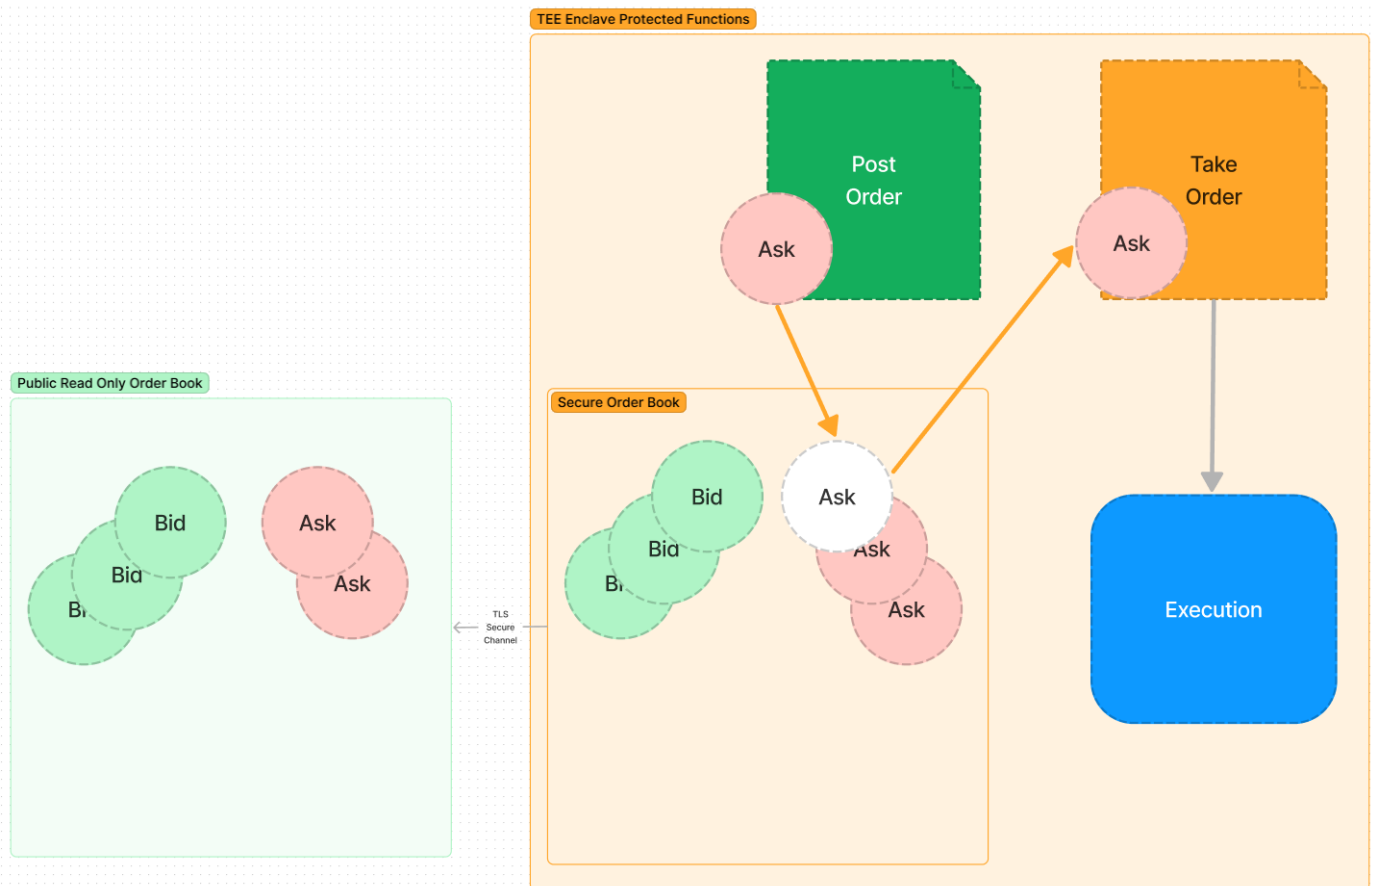 TEE Enclave Protected Functions
Post
Order
Ask
Take
Order
Ask
Public Read Only Order Book
Bid
Bid
Ask
Ask
TLS
Secure
Channel
Secure Order Book
Bid
Bid
Ask
Ask
Ask
Execution